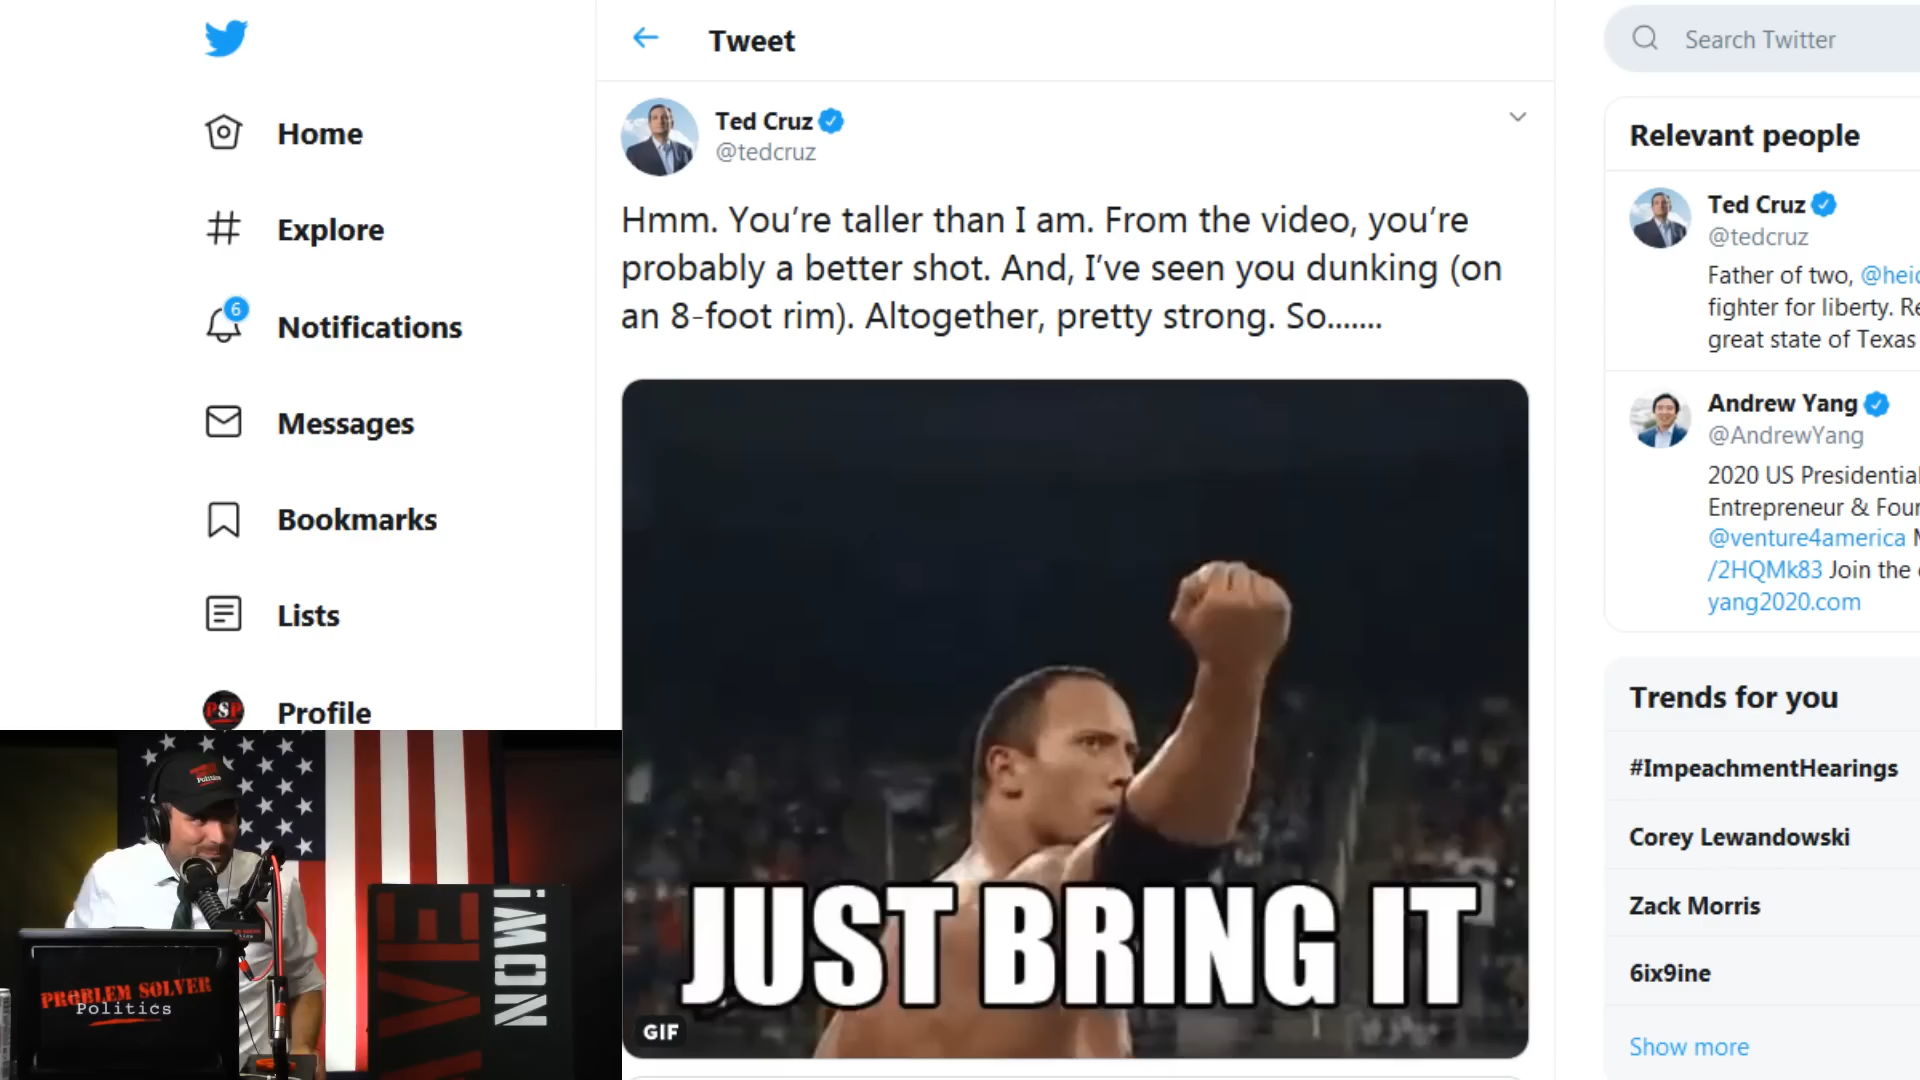 Tweet
Search Twitter
Home
Explore
6
Notifications
Messages
Bookmarks
Lists
PSP
Profile
Ted Cruz
@tedcruz
Hmm. You're taller than I am. From the video, you're
probably a better shot. And, I've seen you dunking (on
an 8-foot rim). Altogether, pretty strong. So.......
JUST BRING IT
GIF
Relevant people
Ted Cruz
@tedcruz
Father of two,
fighter for liberty.
great state of Texas
Andrew Yang
@AndrewYang
2020 US Presidential
Entrepreneur &
@venture4america
/2HQMk83 Join the
yang2020.com
Trends for you
#ImpeachmentHearings
Corey Lewandowski
Zack Morris
6ix9ine
Show more
Politics
PROBLEM SOLVER
Politics
NOW!